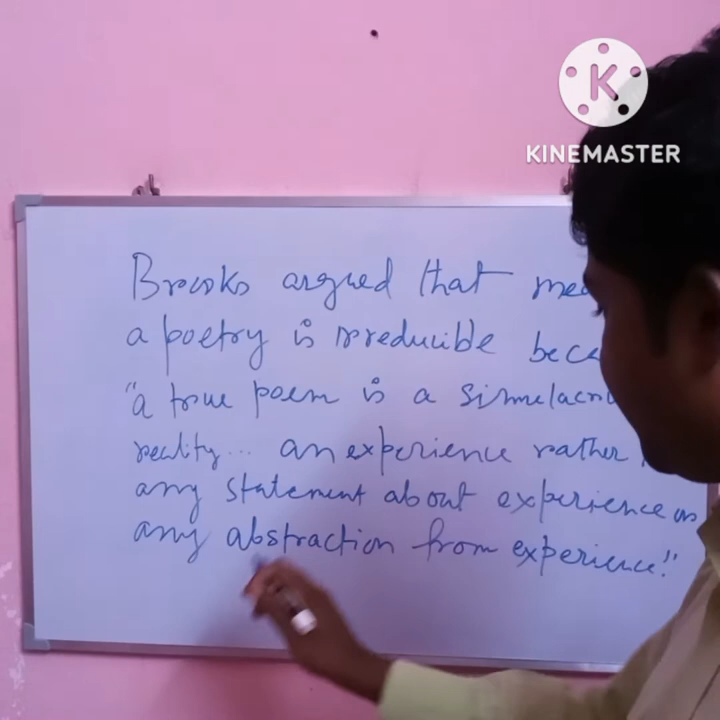 KINEMASTER
Brooks argued that
a poetry is irreducible
"a true poem is a
reality... an experience rather
any statement about experience or
any abstraction from experience."